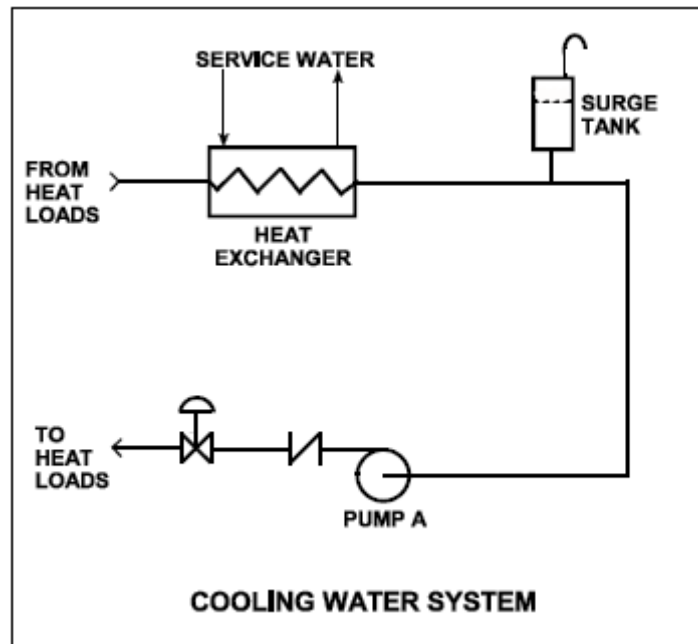 SERVICE WATER
SURGE
TANK
FROM
HEAT
LOADS
HEAT
EXCHANGER
TO
HEAT
LOADS
PUMP A
COOLING WATER SYSTEM